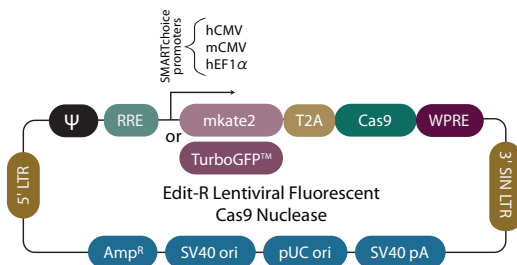 SMARTchoice
promoters
hCMV
mCMV
hEF1α
Ψ
RRE
or
mkate2
T2A
Cas9
WPRE
TurboGFP™
5' LTR
3' SIN LTR
Edit-R Lentiviral Fluorescent
Cas9 Nuclease
Ampᴿ
SV40 ori
pUC ori
SV40 pA